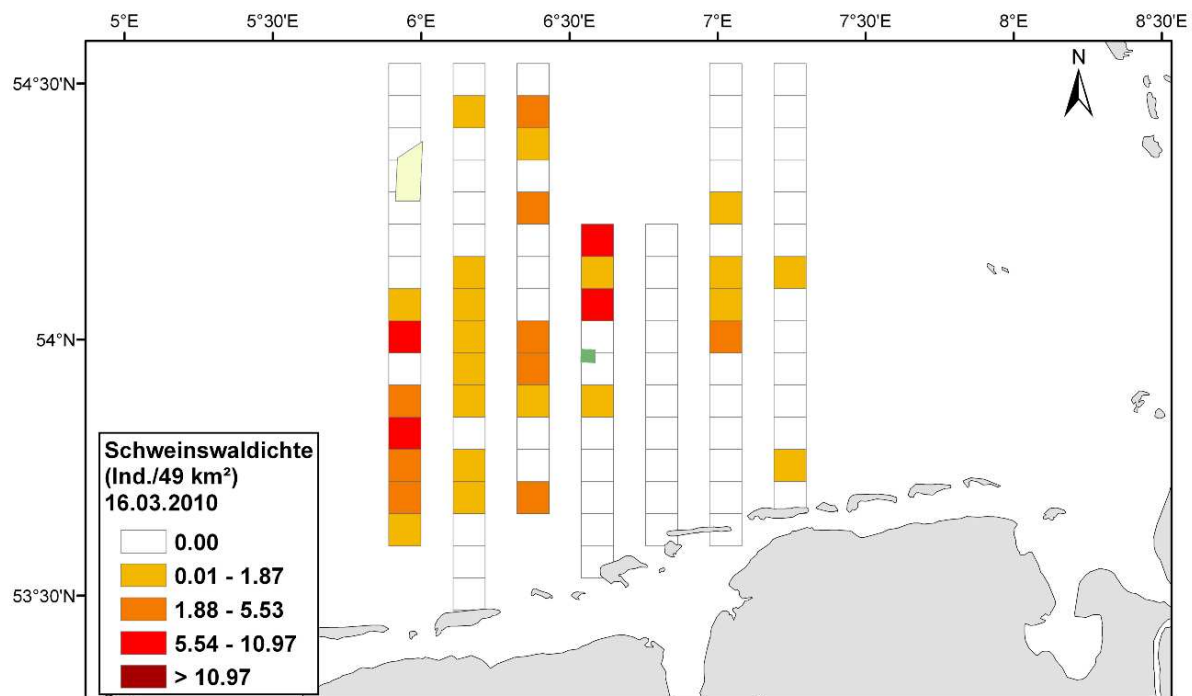 5°E 5°30'E 6°E 6°30'E 7°E 7°30'E 8°E 8°30'E
N
54°30'N
54°N
53°30'N
Schweinswaldichte
(Ind./49 km²)
16.03.2010
0.00
0.01 - 1.87
1.88 - 5.53
5.54 - 10.97
> 10.97